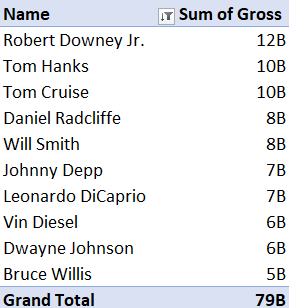 Name Sum of Gross
Robert Downey Jr. 12B
Tom Hanks 10B
Tom Cruise 10B
Daniel Radcliffe 8B
Will Smith 8B
Johnny Depp 7B
Leonardo DiCaprio 7B
Vin Diesel 6B
Dwayne Johnson 6B
Bruce Willis 5B
Grand Total 79B